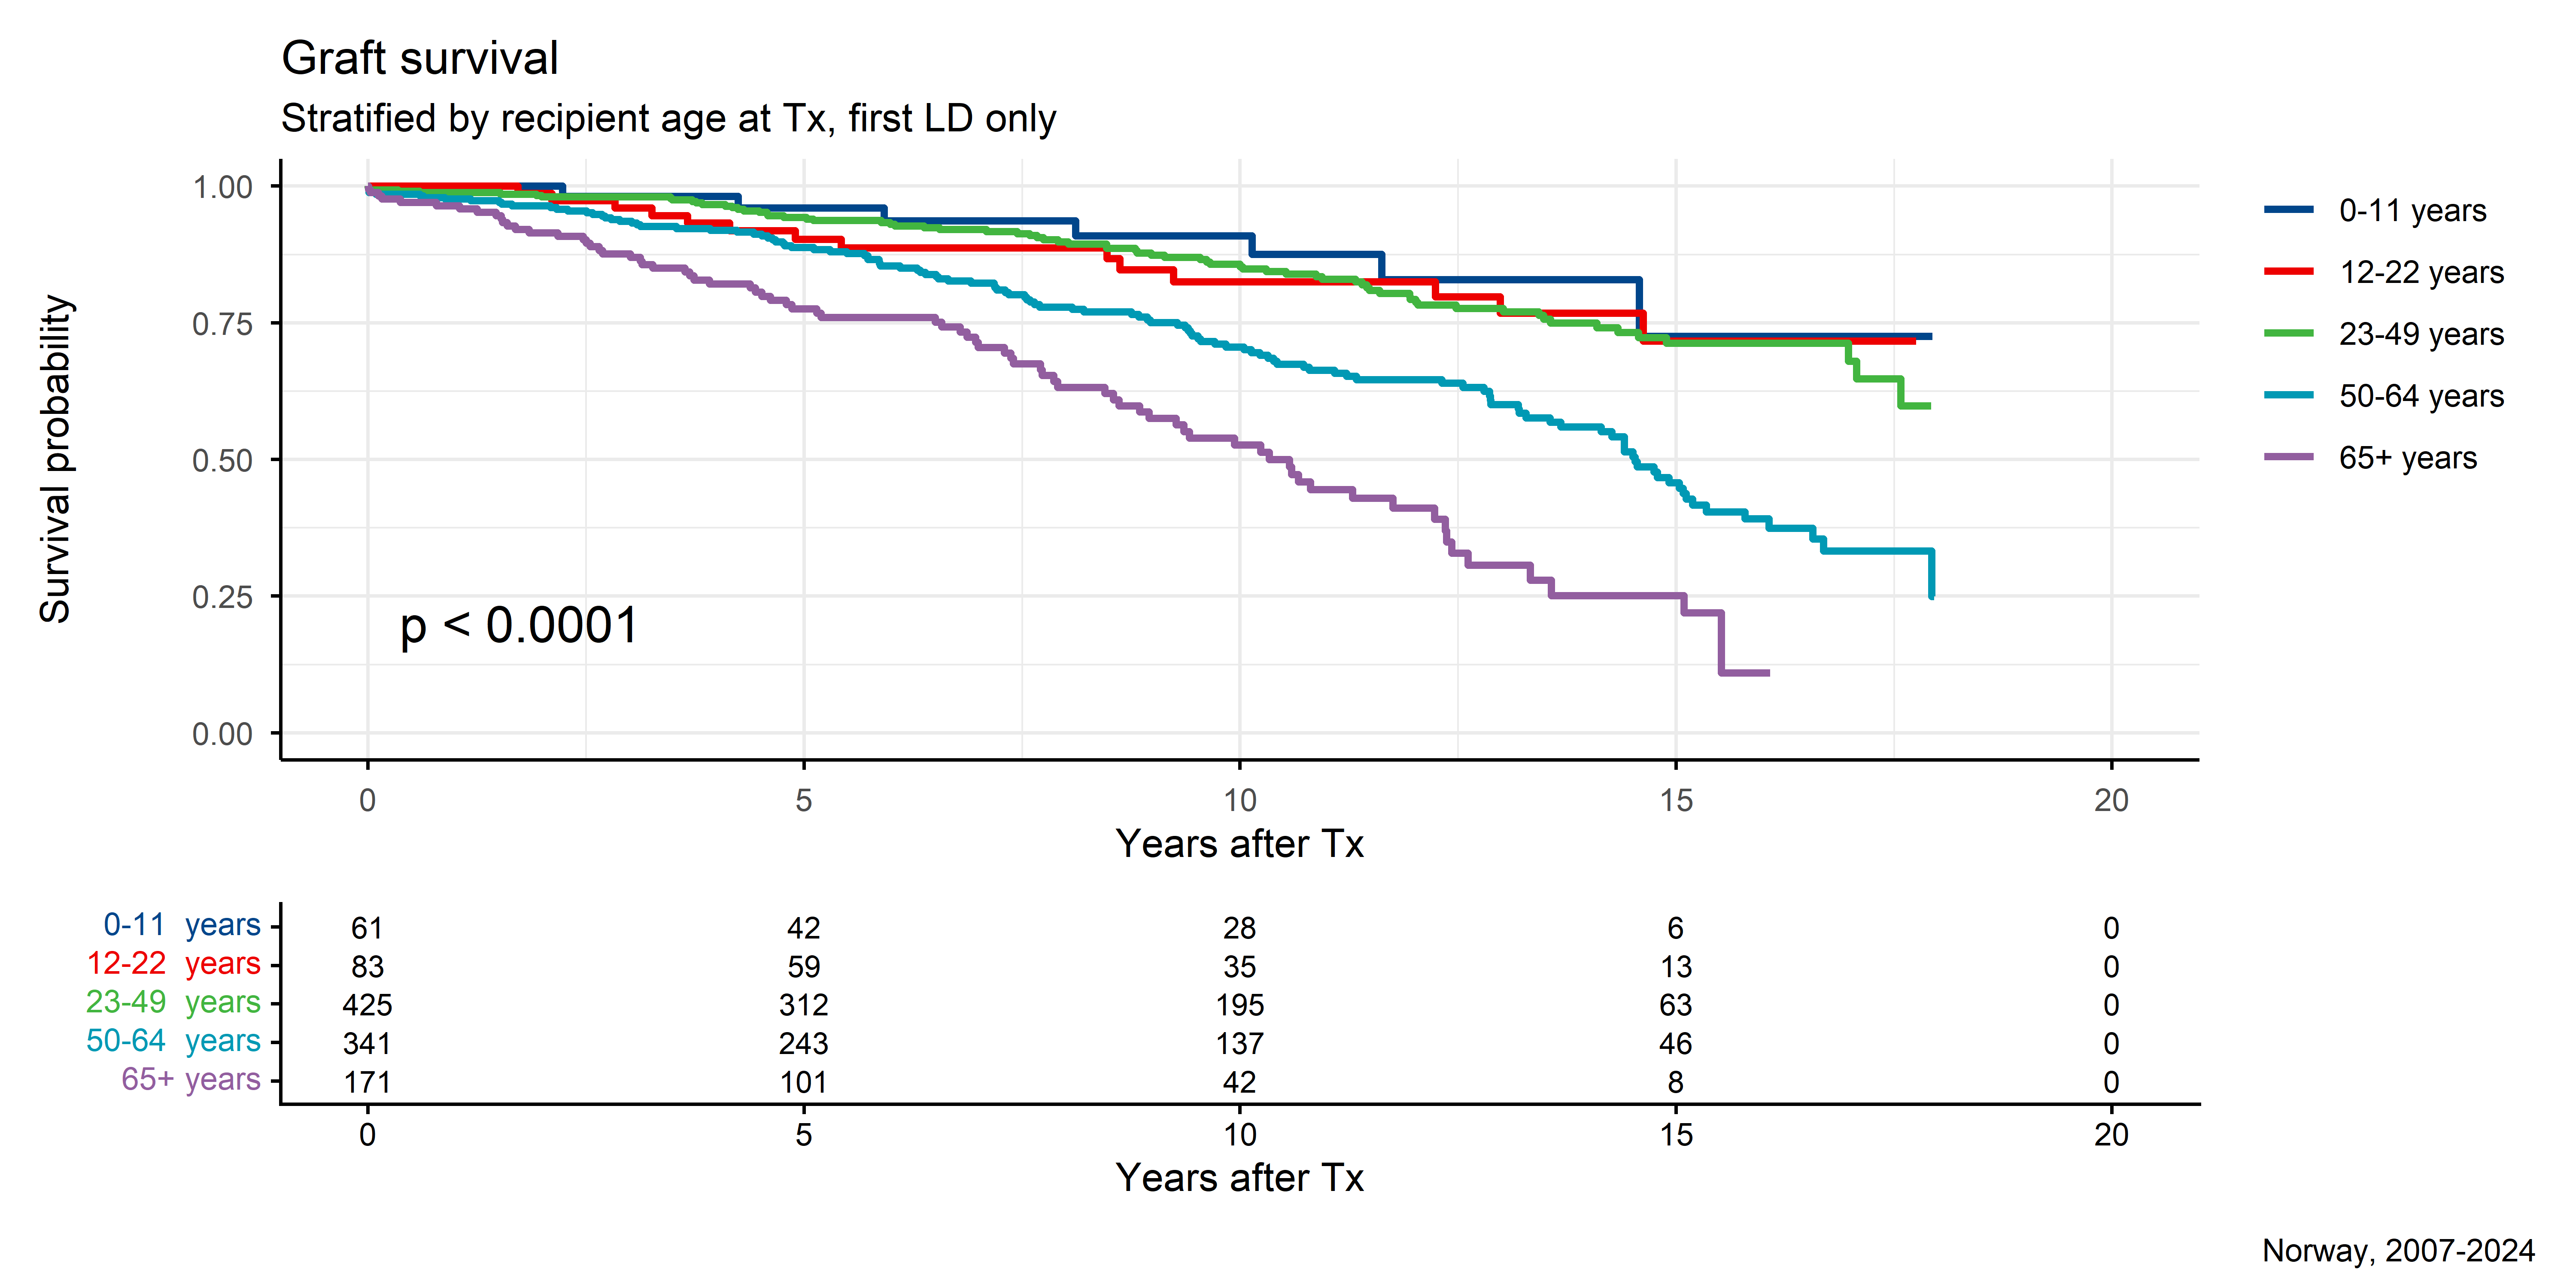 Graft survival
Stratified by recipient age at Tx, first LD only
Survival probability
1.00
0.75
0.50
0.25
0.00
p < 0.0001
0 5 10 15 20
Years after Tx
0-11 years
12-22 years
23-49 years
50-64 years
65+ years
0-11 years 61 42 28 6 0
12-22 years 83 59 35 13 0
23-49 years 425 312 195 63 0
50-64 years 341 243 137 46 0
65+ years 171 101 42 8 0
0 5 10 15 20
Years after Tx
Norway, 2007-2024